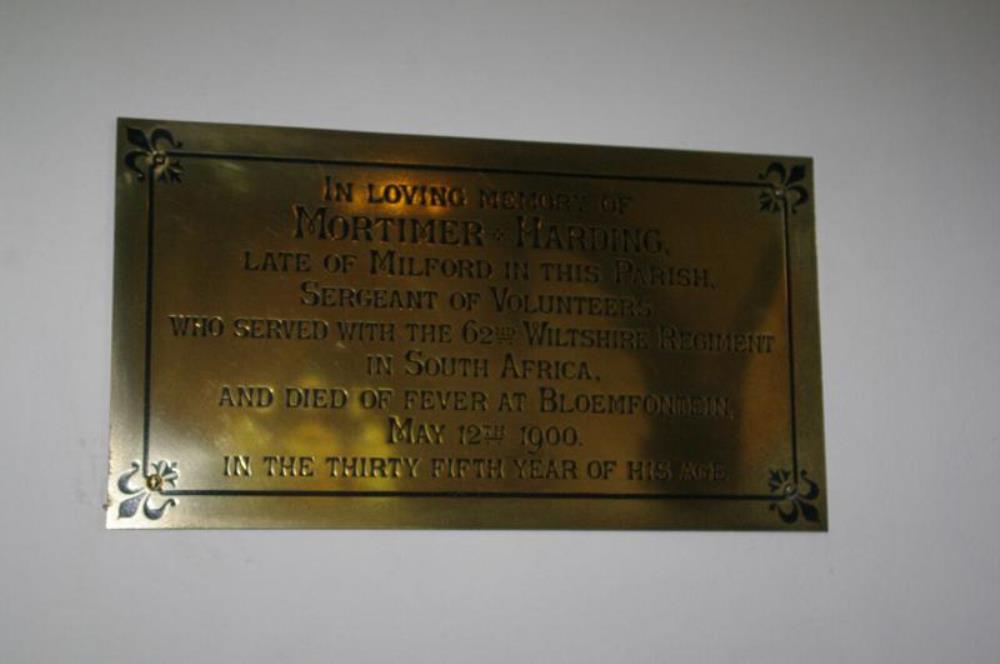 IN LOVING MEMORY OF
MORTIMER HARDING,
LATE OF MILFORD IN THIS PARISH,
SERGEANT OF VOLUNTEERS
WHO SERVED WITH THE 62ND WILTSHIRE REGIMENT
IN SOUTH AFRICA,
AND DIED OF FEVER AT BLOEMFONTEIN,
MAY 12TH 1900.
IN THE THIRTY FIFTH YEAR OF HIS AGE